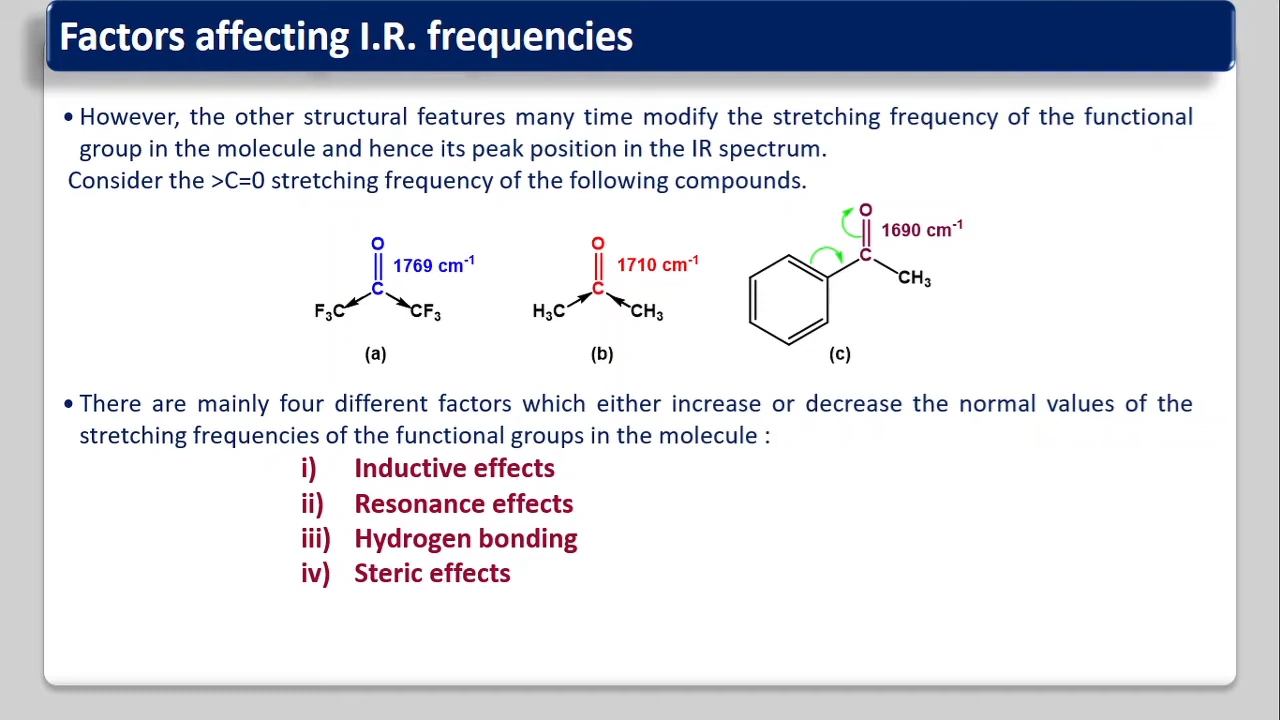 Factors affecting I.R. frequencies
• However, the other structural features many time modify the stretching frequency of the functional
group in the molecule and hence its peak position in the IR spectrum.
Consider the >C=0 stretching frequency of the following compounds.
O
C
1769 cm-1
F3C
CF3
(a)
O
C
1710 cm-1
H3C
CH3
(b)
O
C
1690 cm-1
CH3
(c)
• There are mainly four different factors which either increase or decrease the normal values of the
stretching frequencies of the functional groups in the molecule :
i) Inductive effects
ii) Resonance effects
iii) Hydrogen bonding
iv) Steric effects